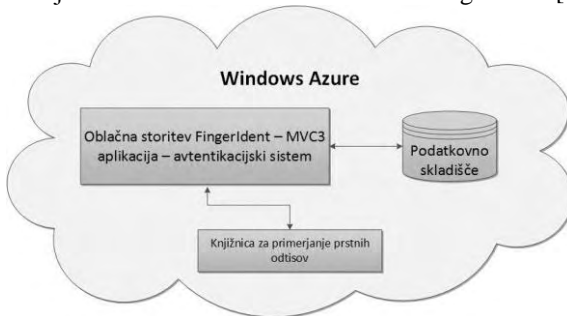 Windows Azure
Oblačna storitev FingerIdent – MVC3
aplikacija – avtentikacijski sistem
Podatkovno
skladišče
Knjižnica za primerjanje prstnih
odtisov